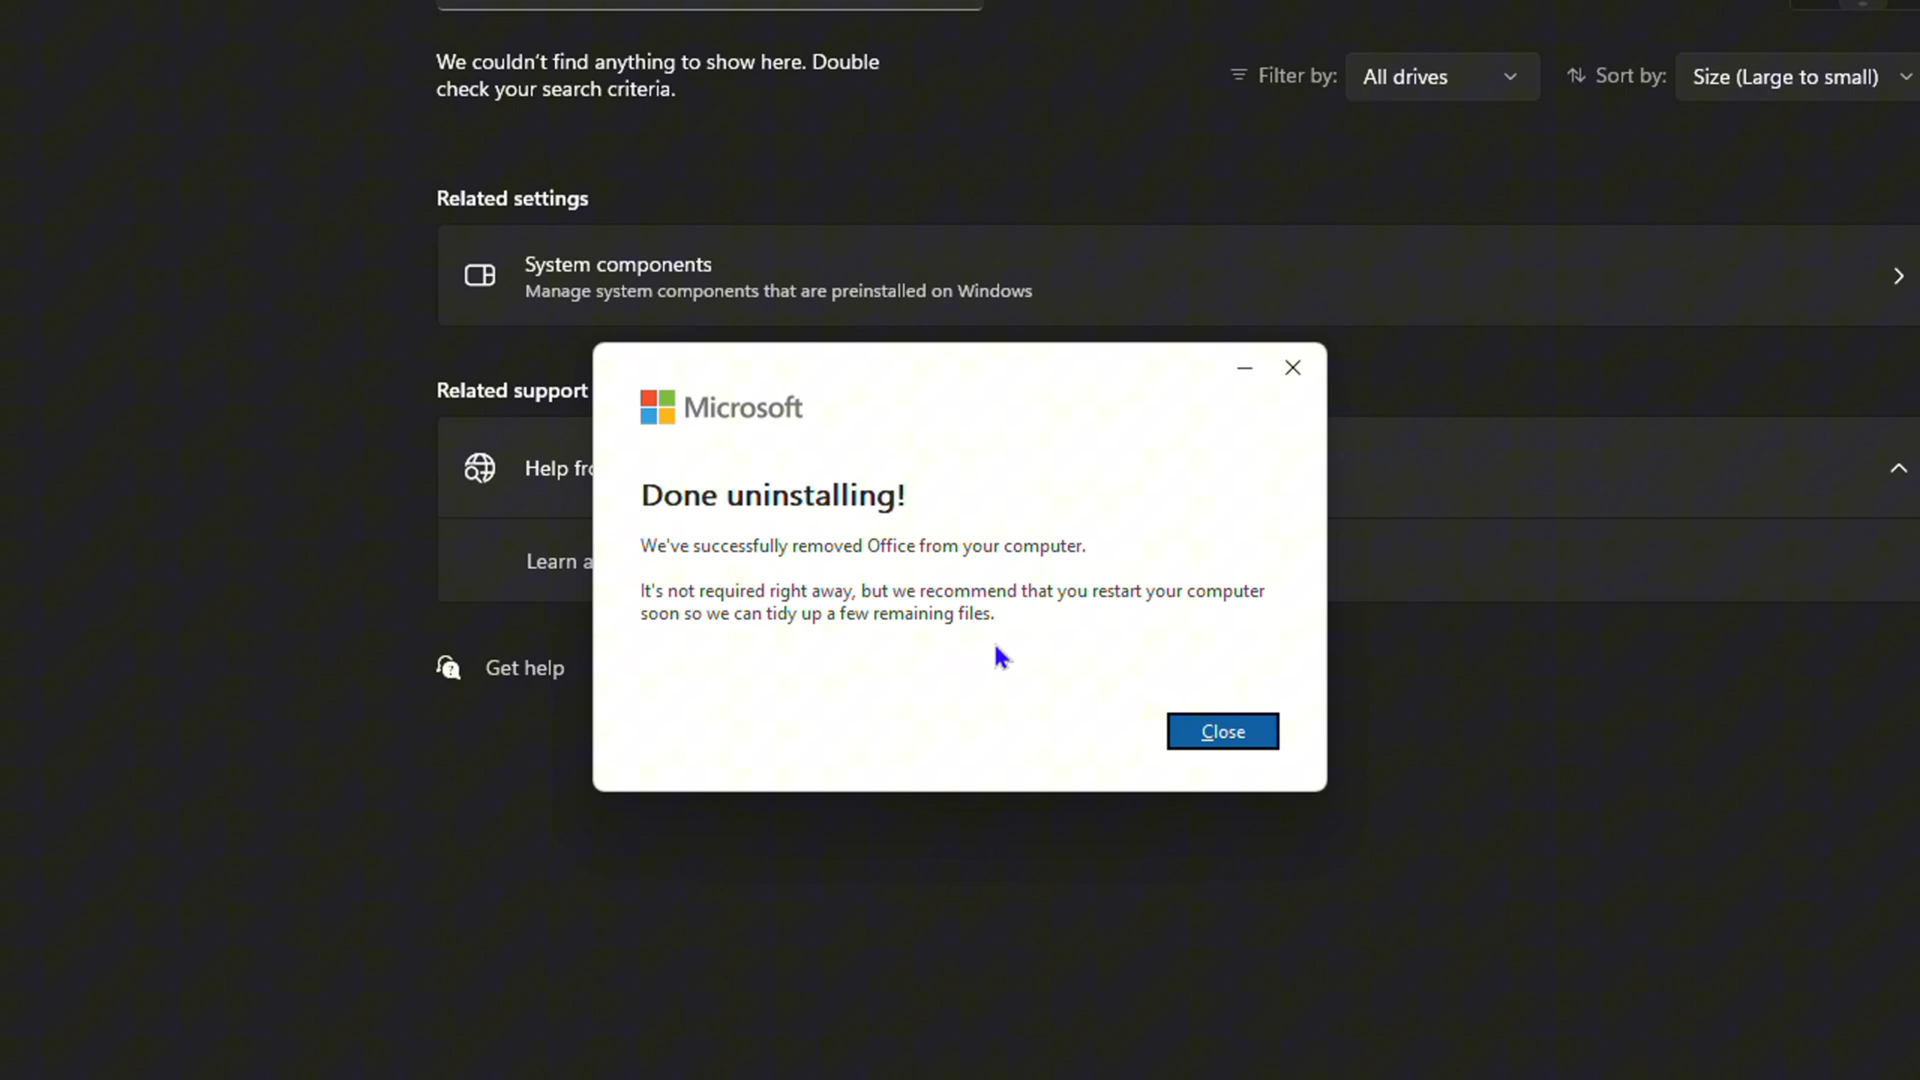 We couldn't find anything to show here. Double
check your search criteria.
Filter by:
All drives
Sort by:
Size (Large to small)
Related settings
System components
Manage system components that are preinstalled on Windows
Related support
Help
Learn
Get help
Microsoft
Done uninstalling!
We've successfully removed Office from your computer.
It's not required right away, but we recommend that you restart your computer
soon so we can tidy up a few remaining files.
Close